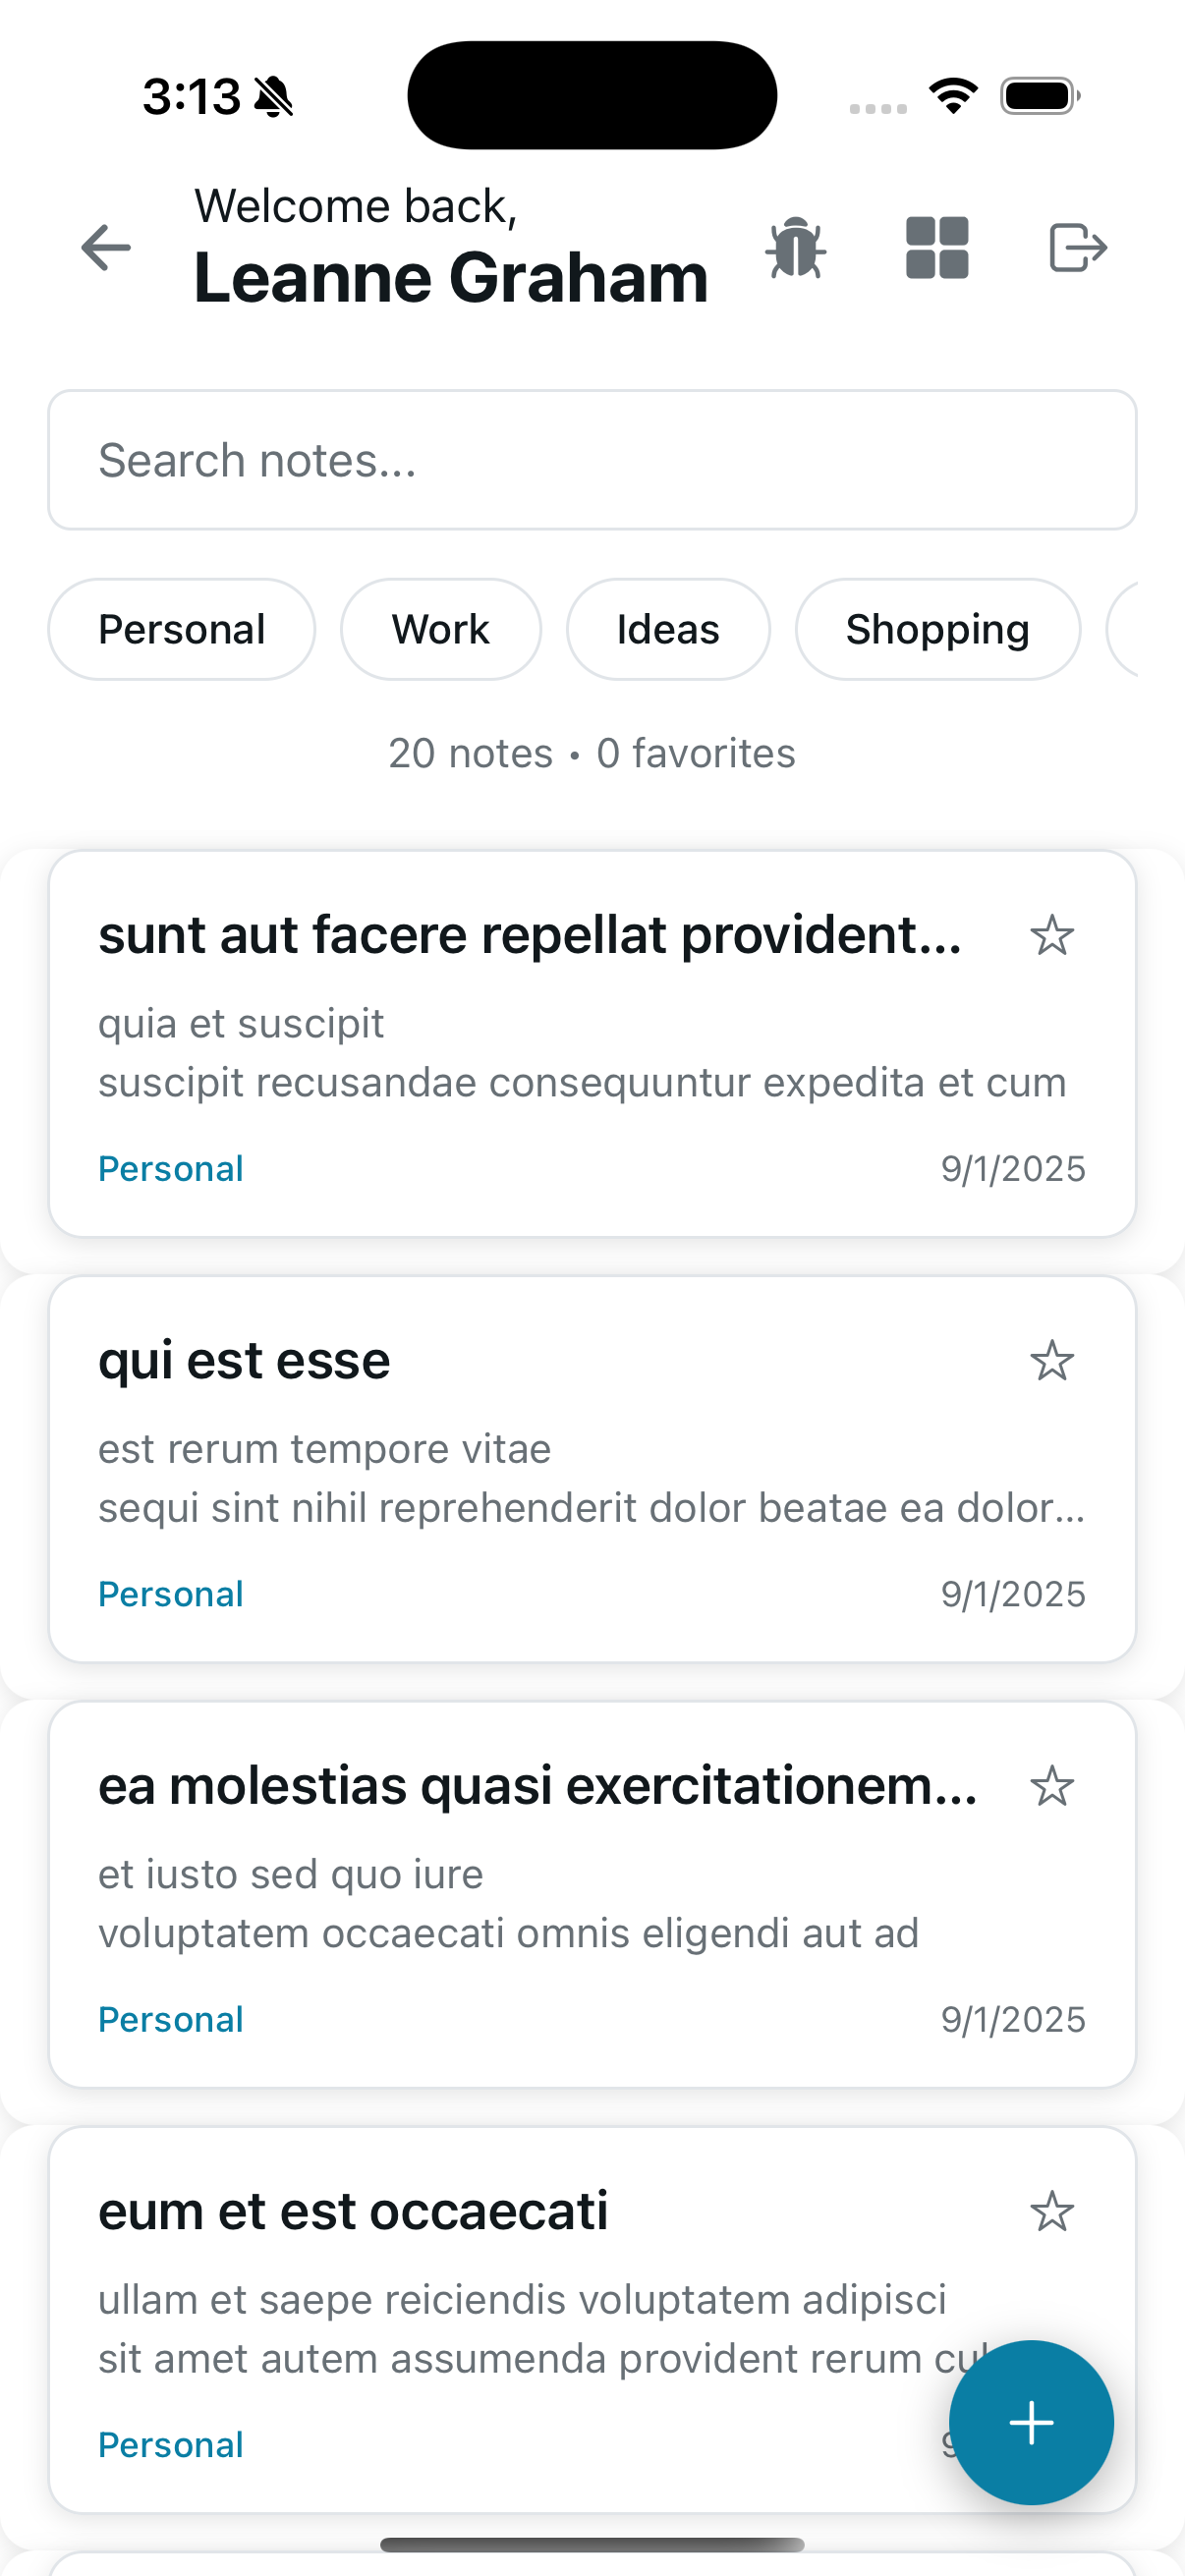 3:13
Welcome back,
Leanne Graham
Search notes...
Personal
Work
Ideas
Shopping
20 notes • 0 favorites
sunt aut facere repellat provident...
quia et suscipit
suscipit recusandae consequuntur expedita et cum
Personal
9/1/2025
qui est esse
est rerum tempore vitae
sequi sint nihil reprehenderit dolor beatae ea dolor...
Personal
9/1/2025
ea molestias quasi exercitationem...
et iusto sed quo iure
voluptatem occaecati omnis eligendi aut ad
Personal
9/1/2025
eum et est occaecati
ullam et saepe reiciendis voluptatem adipisci
sit amet autem assumenda provident rerum
Personal